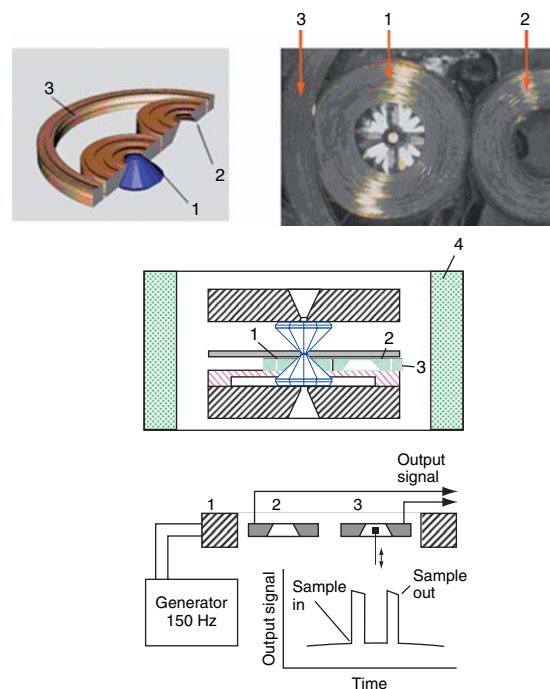 3
1
2
3
2
1
4
1
2
3
Output
signal
1
2
3
Generator
150 Hz
Output signal
Sample
in
Sample
out
Time